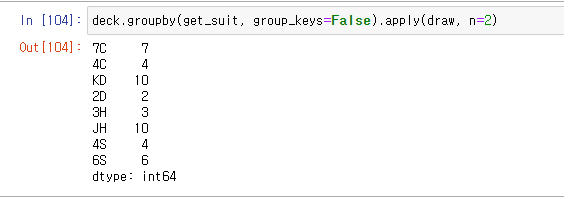 In [104]: deck.groupby(get_suit, group_keys=False).apply(draw, n=2)
Out[104]: 7C 7
4C 4
KD 10
2D 2
3H 3
JH 10
4S 4
6S 6
dtype: int64